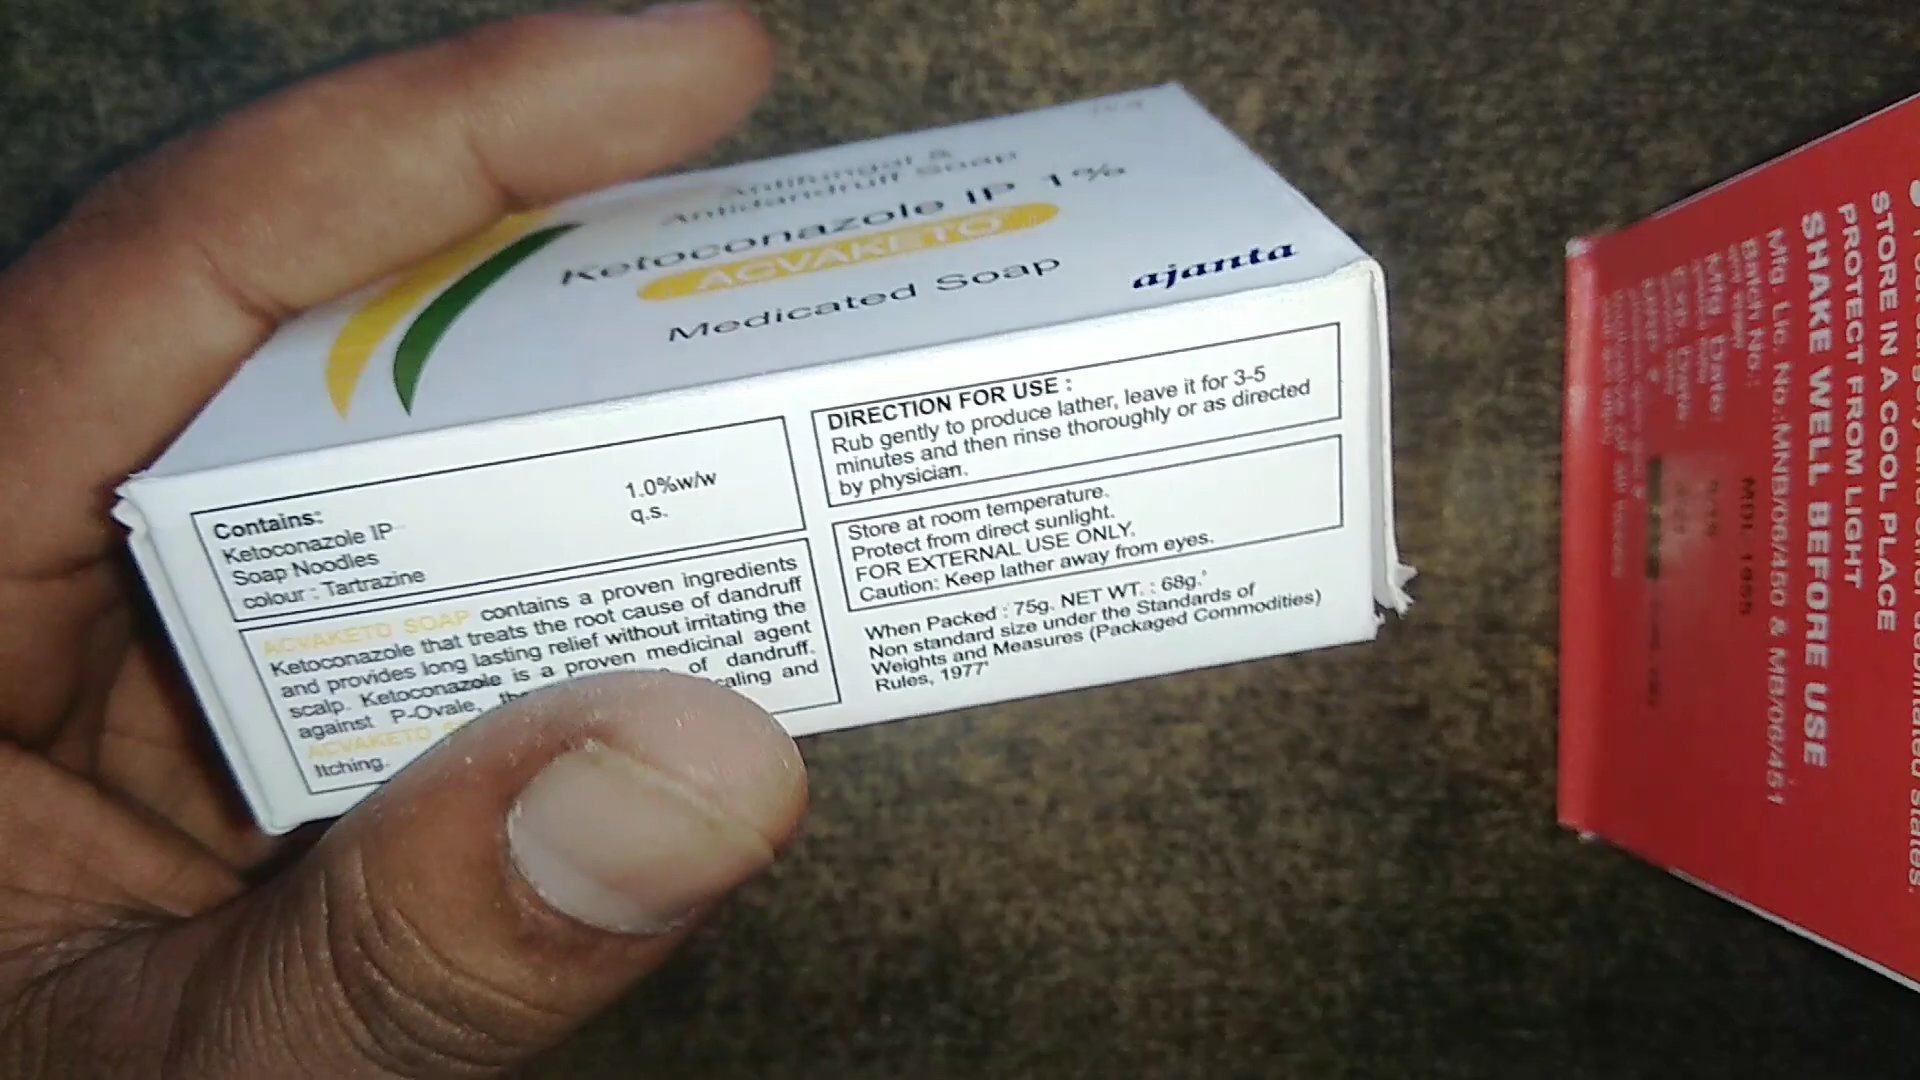 Antifungal &
Antidandruff Soap
Ketoconazole IP 1%
ACVAKETO
Medicated Soap
ajanta
Contains:
Ketoconazole IP 1.0%w/w
Soap Noodles q.s.
colour : Tartrazine
ACVAKETO SOAP contains a proven ingredients
Ketoconazole that treats the root cause of dandruff
and provides long lasting relief without irritating the
scalp. Ketoconazole is a proven medicinal agent
against P-Ovale, of dandruff.
ACVAKETO caling and
Itching.
DIRECTION FOR USE :
Rub gently to produce lather, leave it for 3-5
minutes and then rinse thoroughly or as directed
by physician.
Store at room temperature.
Protect from direct sunlight.
FOR EXTERNAL USE ONLY.
Caution: Keep lather away from eyes.
When Packed : 75g. NET WT. : 68g.
Non standard size under the Standards of
Weights and Measures (Packaged Commodities)
Rules, 1977
STORE IN A COOL PLACE
PROTECT FROM LIGHT
SHAKE WELL BEFORE USE
Mfg. Lic. No.:MNB/06/450 & MB/06/451
Batch No.: MDL 1955
Mfg. Date: